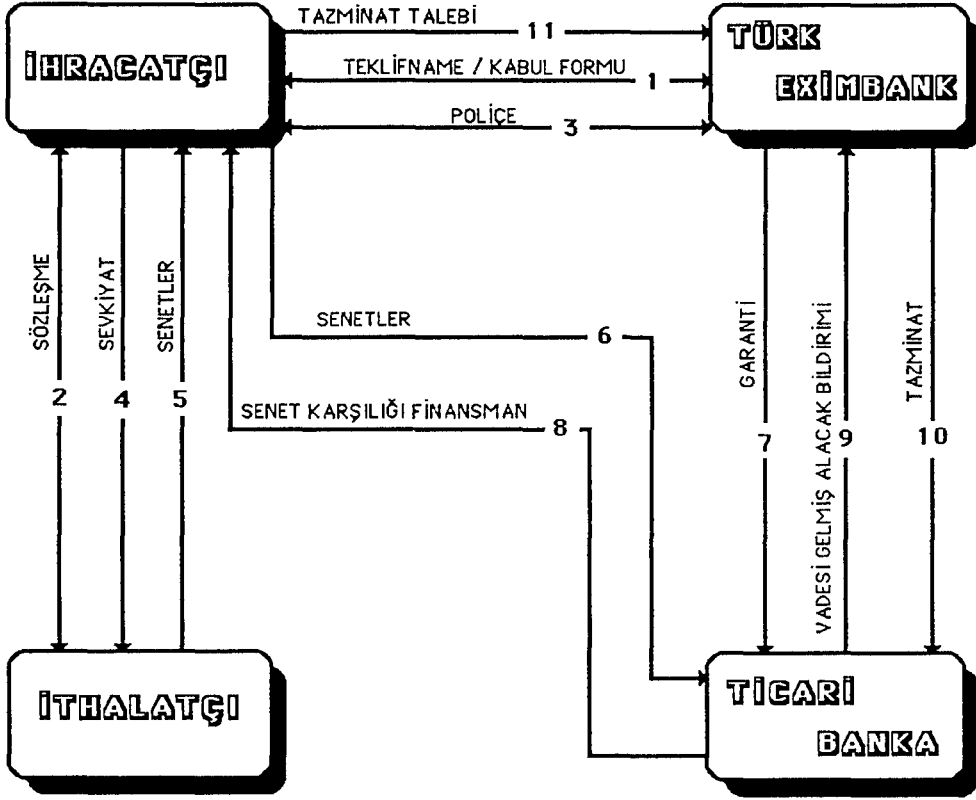 TAZMİNAT TALEBİ
11
İHRACATÇI
TÜRK
EXİMBANK
TEKLİFNAME / KABUL FORMU
1
POLİÇE
3
SÖZLEŞME
2
SEVKİYAT
4
SENETLER
5
SENETLER
6
SENET KARŞILIĞI FİNANSMAN
8
GARANTİ
7
VADESİ GELMİŞ ALACAK BİLDİRİMİ
9
TAZMİNAT
10
İTHALATÇI
TİCARİ
BANKA